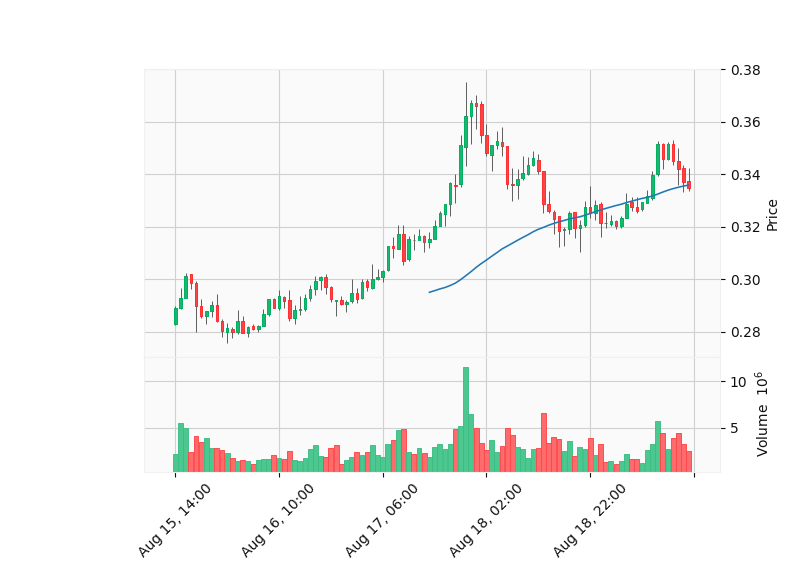 0.38
0.36
0.34
0.32
0.30
0.28
Price
10
5
Volume 10^6
Aug 15, 14:00
Aug 16, 10:00
Aug 17, 06:00
Aug 18, 02:00
Aug 18, 22:00